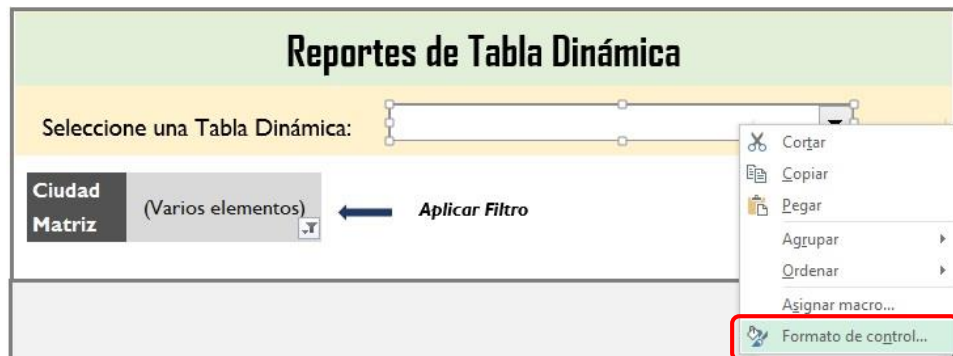 Reportes de Tabla Dinámica
Seleccione una Tabla Dinámica:
Ciudad
Matriz
(Varios elementos)
Aplicar Filtro
Cortar
Copiar
Pegar
Agrupar
Ordenar
Asignar macro...
Formato de control...